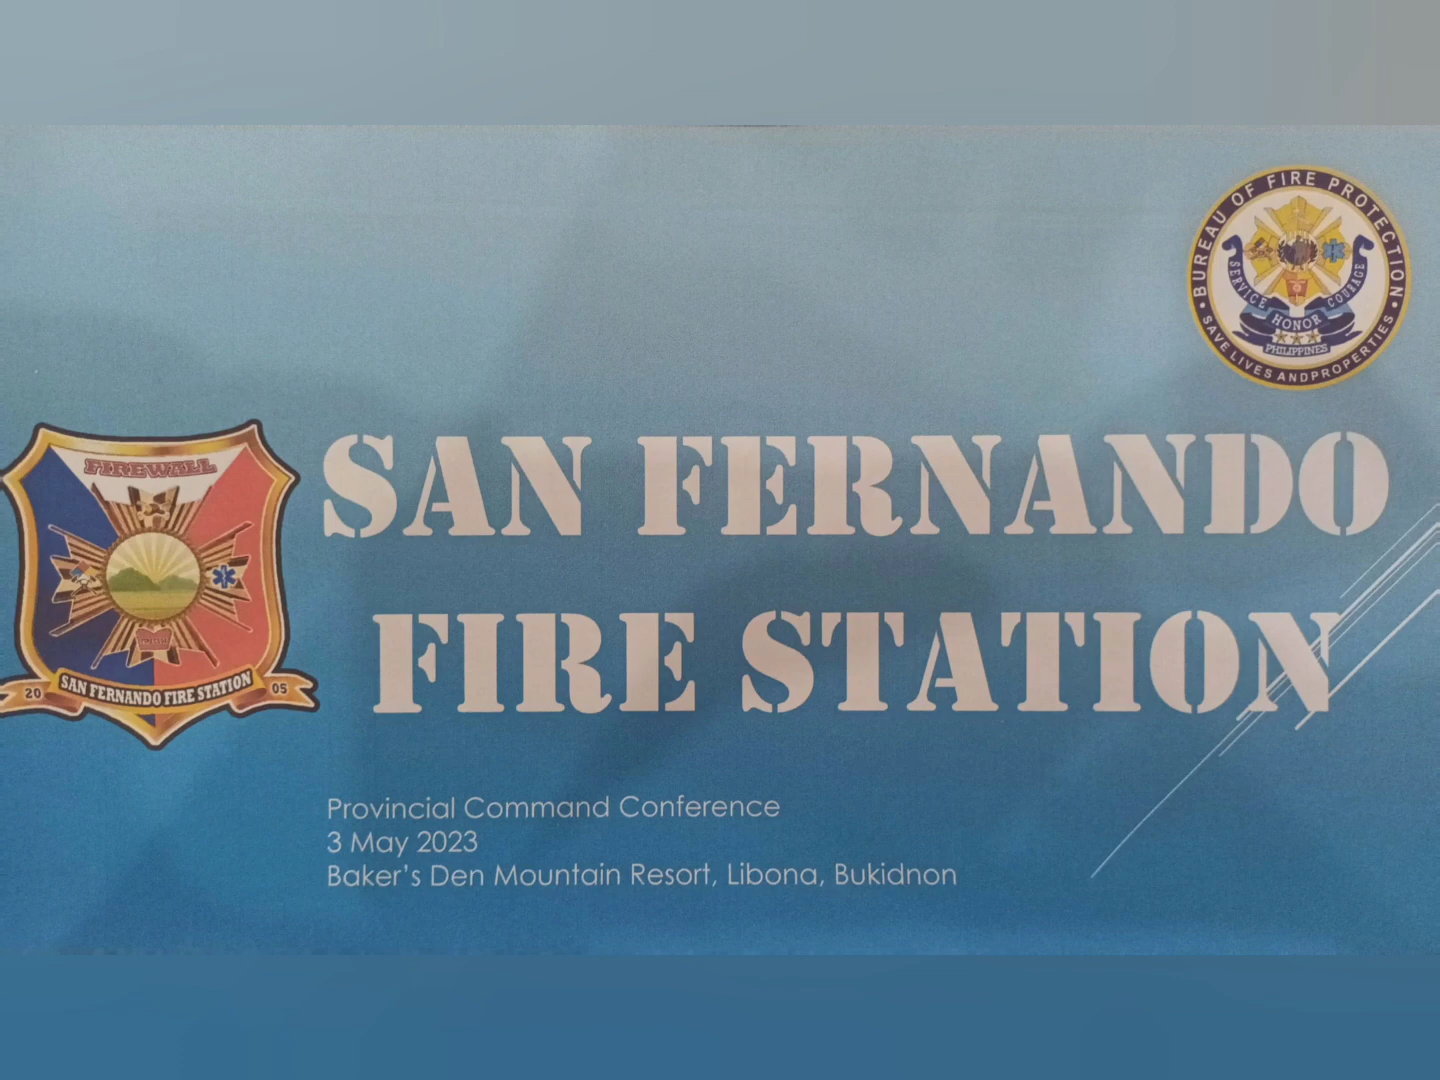 BUREAU OF FIRE PROTECTION
SERVICE HONOR COURAGE
PHILIPPINES
• SAVE LIVES AND PROPERTIES •
FIREWALL
20 SAN FERNANDO FIRE STATION 05
SAN FERNANDO
FIRE STATION
Provincial Command Conference
3 May 2023
Baker's Den Mountain Resort, Libona, Bukidnon